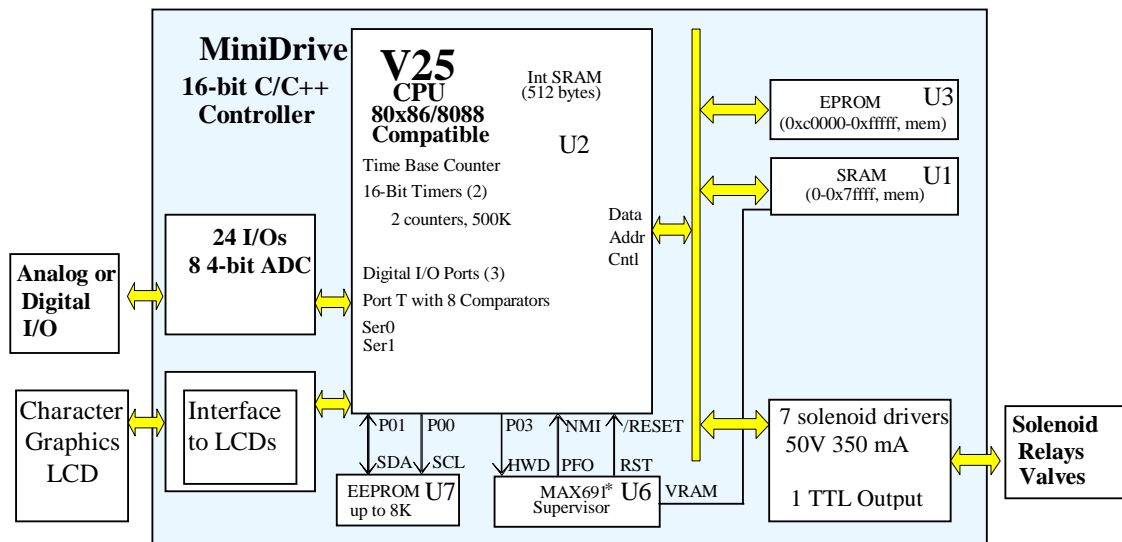 MiniDrive
16-bit C/C++
Controller
V25
CPU
80x86/8088
Compatible
Int SRAM
(512 bytes)
U2
Time Base Counter
16-Bit Timers (2)
2 counters, 500K
Data
Addr
Cntl
Digital I/O Ports (3)
Port T with 8 Comparators
Ser0
Ser1
EPROM
U3
(0xc0000-0xfffff, mem)
SRAM
U1
(0-0x7ffff, mem)
24 I/Os
8 4-bit ADC
Analog or
Digital
I/O
Character
Graphics
LCD
Interface
to LCDs
P01
P00
P03
NMI
/RESET
SDA
SCL
HWD
PFO
RST
EEPROM
U7
up to 8K
MAX691*
U6
Supervisor
VRAM
7 solenoid drivers
50V 350 mA
1 TTL Output
Solenoid
Relays
Valves